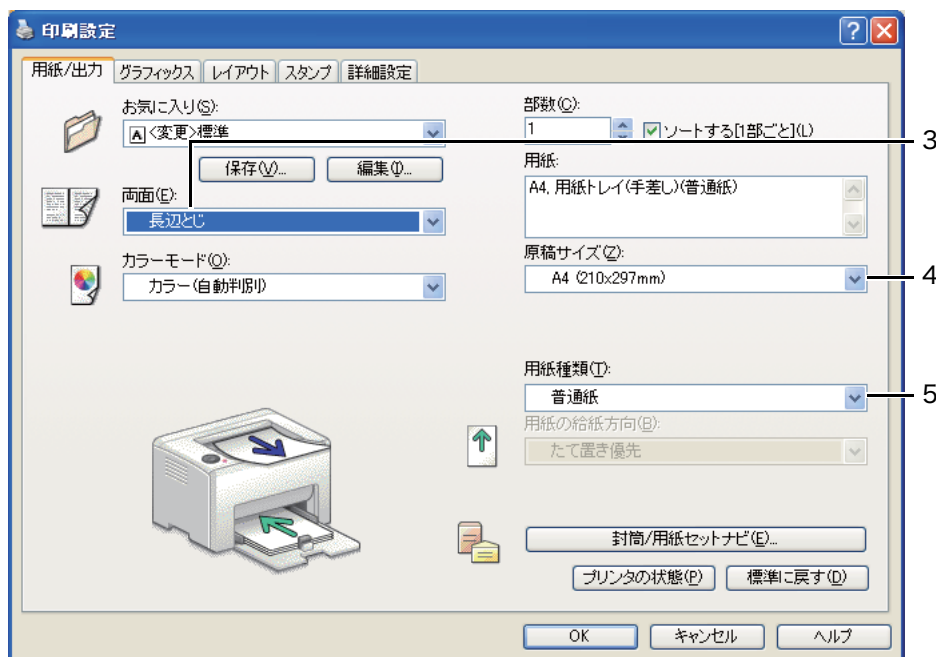 印刷設定
用紙/出力 グラフィックス レイアウト スタンプ 詳細設定
お気に入り(S):
A <変更>標準
保存(V)... 編集(I)...
両面(E):
長辺とじ
カラーモード(O):
カラー(自動判別)
部数(C):
1 ソートする[1部ごと](L)
3
用紙:
A4, 用紙トレイ(手差し)(普通紙)
原稿サイズ(Z):
A4 (210x297mm)
4
用紙種類(T):
普通紙
5
用紙の給紙方向(B):
たて置き優先
封筒/用紙セットナビ(E)...
プリンタの状態(P) 標準に戻す(D)
OK キャンセル ヘルプ